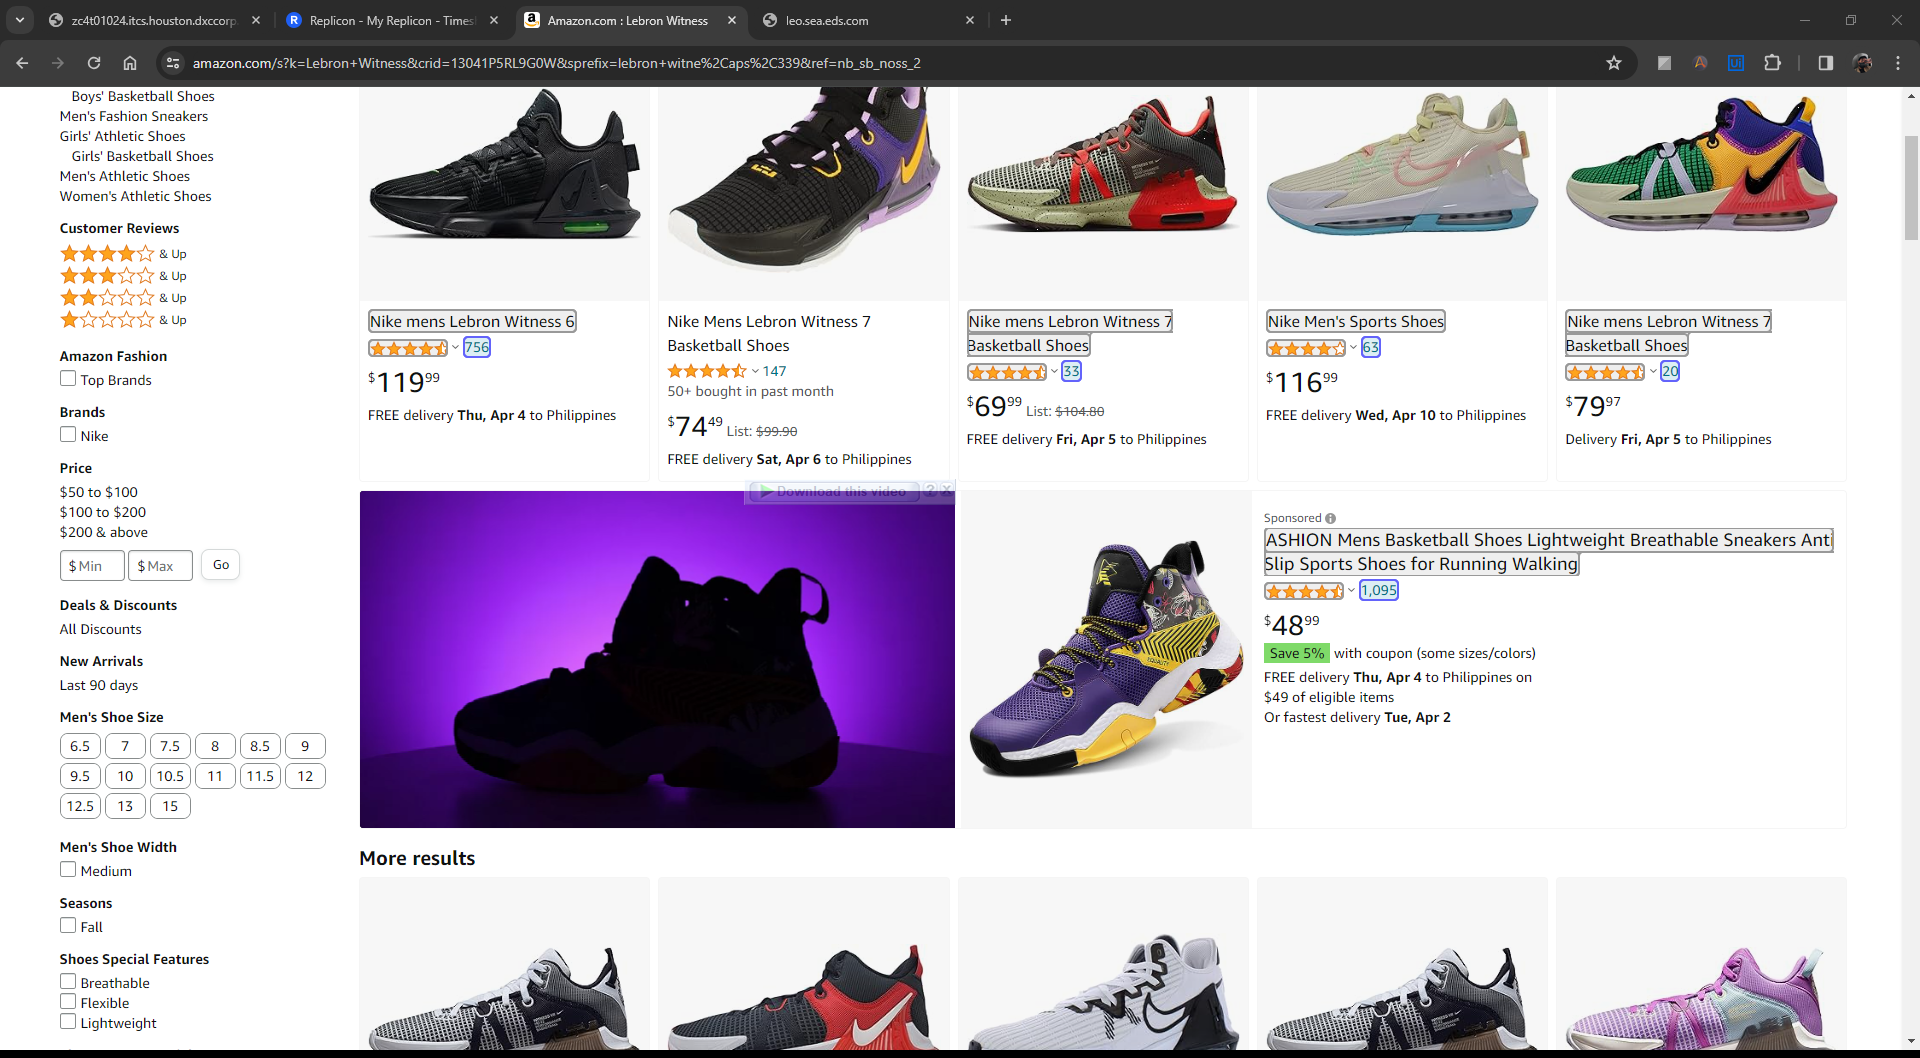 zc4t01024.itcs.houston.dxccorp.
Replicon - My Replicon - Times
Amazon.com : Lebron Witness
leo.sea.eds.com
amazon.com/s?k=Lebron+Witness&crid=13041P5RL9G0W&sprefix=lebron+witne%2Caps%2C339&ref=nb_sb_noss_2
Boys' Basketball Shoes
Men's Fashion Sneakers
Girls' Athletic Shoes
Girls' Basketball Shoes
Men's Athletic Shoes
Women's Athletic Shoes
Customer Reviews
& Up
& Up
& Up
& Up
Amazon Fashion
Top Brands
Brands
Nike
Price
$50 to $100
$100 to $200
$200 & above
$ Min
$ Max
Go
Deals & Discounts
All Discounts
New Arrivals
Last 90 days
Men's Shoe Size
6.5 7 7.5 8 8.5 9
9.5 10 10.5 11 11.5 12
12.5 13 15
Men's Shoe Width
Medium
Seasons
Fall
Shoes Special Features
Breathable
Flexible
Lightweight
Nike mens Lebron Witness 6
756
$119.99
FREE delivery Thu, Apr 4 to Philippines
Nike Mens Lebron Witness 7
Basketball Shoes
147
50+ bought in past month
$74.49 List: $99.90
FREE delivery Sat, Apr 6 to Philippines
Nike mens Lebron Witness 7
Basketball Shoes
33
$69.99 List: $104.80
FREE delivery Fri, Apr 5 to Philippines
Nike Men's Sports Shoes
63
$116.99
FREE delivery Wed, Apr 10 to Philippines
Nike mens Lebron Witness 7
Basketball Shoes
20
$79.97
Delivery Fri, Apr 5 to Philippines
Download this video ? X
Sponsored
ASHION Mens Basketball Shoes Lightweight Breathable Sneakers Anti
Slip Sports Shoes for Running Walking
1,095
$48.99
Save 5% with coupon (some sizes/colors)
FREE delivery Thu, Apr 4 to Philippines on
$49 of eligible items
Or fastest delivery Tue, Apr 2
More results